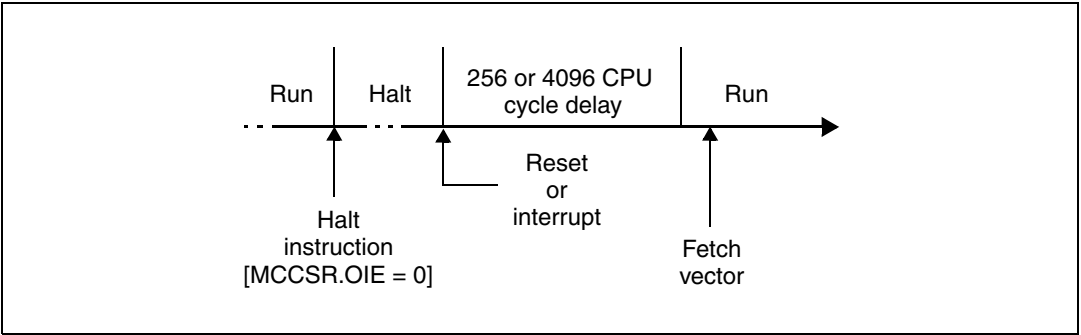 Run
Halt
256 or 4096 CPU
cycle delay
Run
Halt
instruction
[MCCSR.OIE = 0]
Reset
or
interrupt
Fetch
vector